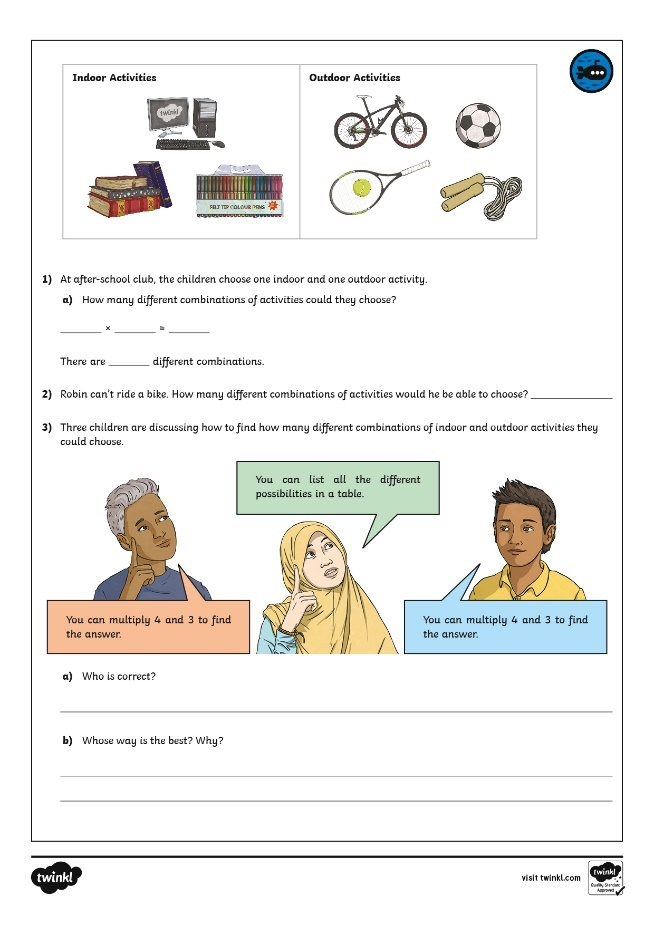 Indoor Activities
Outdoor Activities
twinkl
FELT TIP COLOUR PENS
1) At after-school club, the children choose one indoor and one outdoor activity.
a) How many different combinations of activities could they choose?
_______ × _______ = _______
There are _______ different combinations.
2) Robin can't ride a bike. How many different combinations of activities would he be able to choose? ______________
3) Three children are discussing how to find how many different combinations of indoor and outdoor activities they
could choose.
You can list all the different
possibilities in a table.
You can multiply 4 and 3 to find
the answer.
You can multiply 4 and 3 to find
the answer.
a) Who is correct?
b) Whose way is the best? Why?
twinkl
visit twinkl.com
twinkl
Quality Standard
Approved